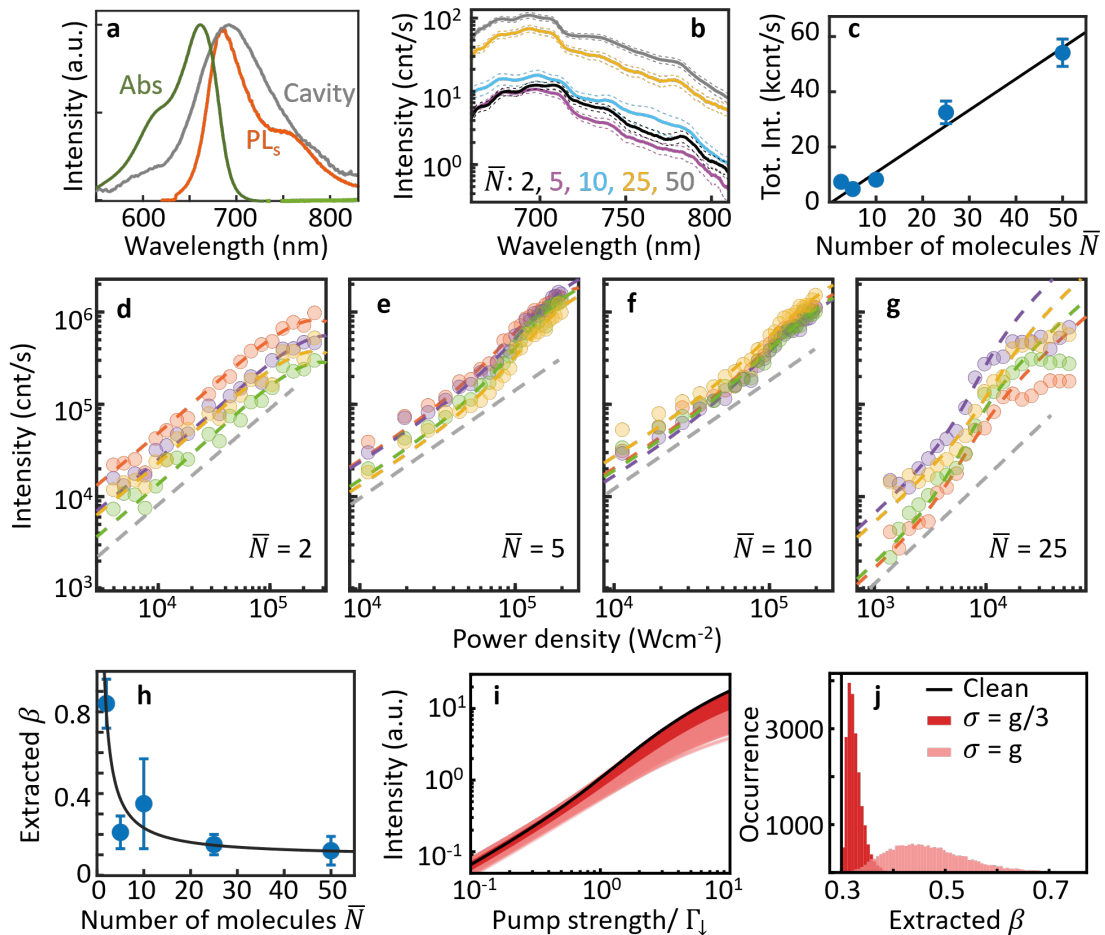 a
Abs
Cavity
PLs
Intensity (a.u.)
600 700 800
Wavelength (nm)
b
10² 10¹ 10⁰
Intensity (cnt/s)
N̅: 2, 5, 10, 25, 50
700 750 800
Wavelength (nm)
c
60 40 20 0
Tot. Int. (kcnt/s)
0 10 20 30 40 50
Number of molecules N̅
d
10⁶ 10⁵ 10⁴ 10³
Intensity (cnt/s)
N̅ = 2
10⁴ 10⁵
e
N̅ = 5
10⁴ 10⁵
f
N̅ = 10
10⁴ 10⁵
g
N̅ = 25
10³ 10⁴
Power density (Wcm⁻²)
h
0.8 0.4 0
Extracted β
0 10 20 30 40 50
Number of molecules N̅
i
10¹ 10⁰ 10⁻¹
Intensity (a.u.)
10⁻¹ 10⁰ 10¹
Pump strength/ Γ↓
j
Clean
σ = g/3
σ = g
3000 1000
Occurrence
0.3 0.5 0.7
Extracted β